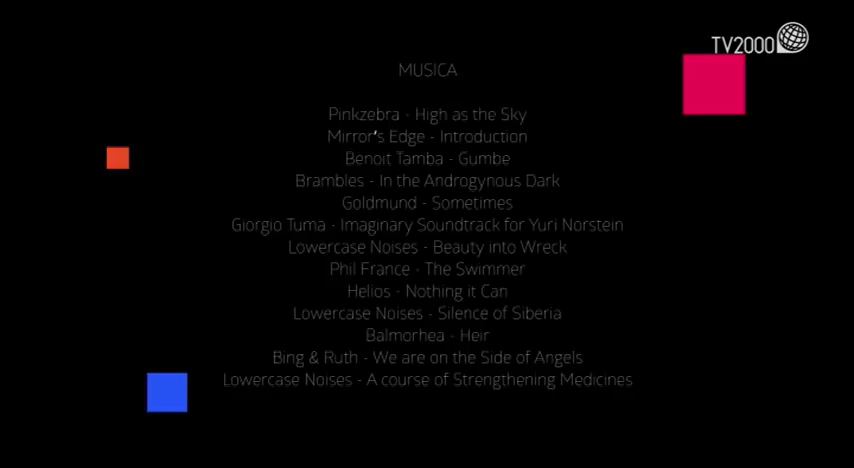 TV2000
MUSICA
Pinkzebra - High as the Sky
Mirror's Edge - Introduction
Benoit Tamba - Gumbe
Brambles - In the Androgynous Dark
Goldmund - Sometimes
Giorgio Tuma - Imaginary Soundtrack for Yuri Norstein
Lowercase Noises - Beauty into Wreck
Phil France - The Swimmer
Helios - Nothing it Can
Lowercase Noises - Silence of Siberia
Balmorhea - Heir
Bing & Ruth - We are on the Side of Angels
Lowercase Noises - A course of Strengthening Medicines